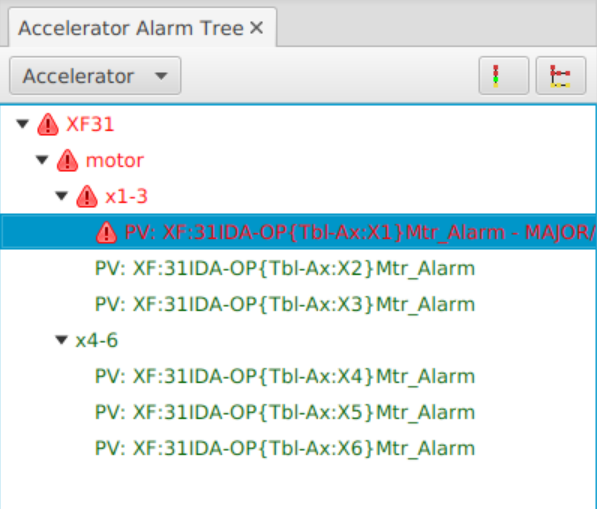 Accelerator Alarm Tree
Accelerator
XF31
motor
x1-3
PV: XF:31IDA-OP{Tbl-Ax:X1}Mtr_Alarm - MAJOR/
PV: XF:31IDA-OP{Tbl-Ax:X2}Mtr_Alarm
PV: XF:31IDA-OP{Tbl-Ax:X3}Mtr_Alarm
x4-6
PV: XF:31IDA-OP{Tbl-Ax:X4}Mtr_Alarm
PV: XF:31IDA-OP{Tbl-Ax:X5}Mtr_Alarm
PV: XF:31IDA-OP{Tbl-Ax:X6}Mtr_Alarm